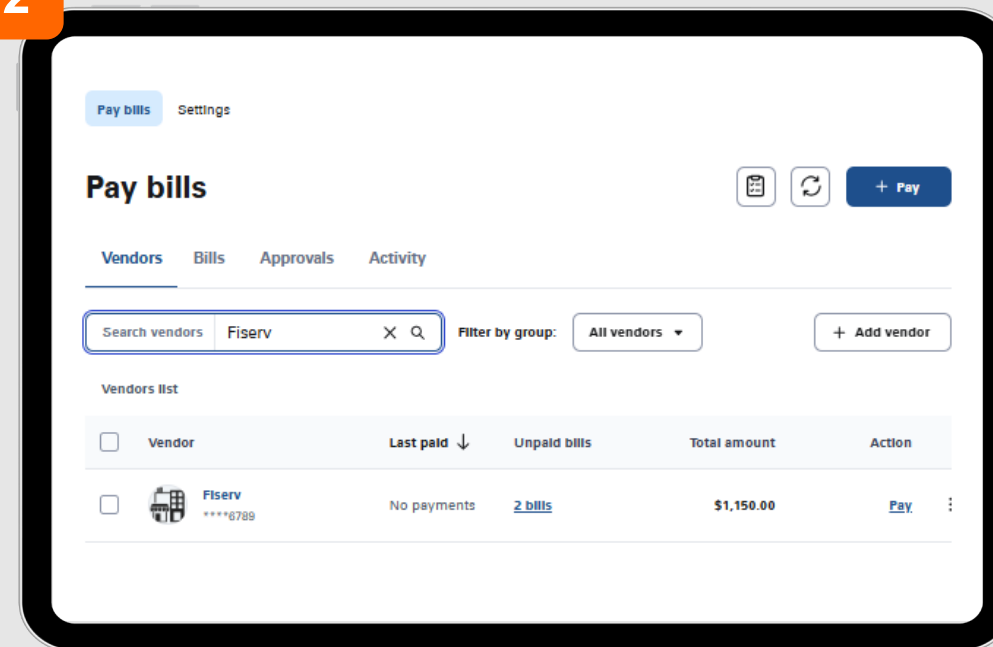 2
Pay bills Settings
Pay bills
+ Pay
Vendors Bills Approvals Activity
Search vendors Fiserv Filter by group: All vendors + Add vendor
Vendors list
Vendor Last paid ↓ Unpaid bills Total amount Action
Fiserv
No payments 2 bills $1,150.00 Pay
****6789